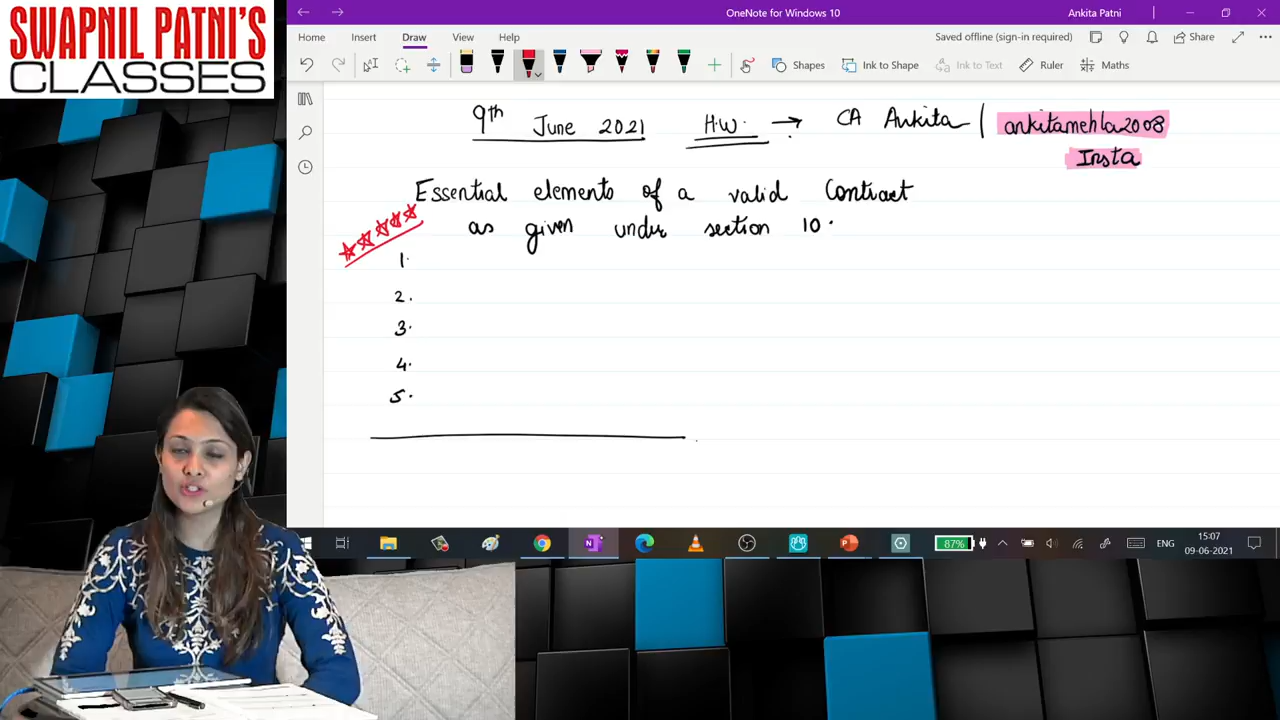 SWAPNIL PATNI'S
CLASSES
OneNote for Windows 10
Ankita Patni
Home Insert Draw View Help
Saved offline (sign-in required)
Share
Shapes
Ink to Shape
Ink to Text
Ruler
Maths
9th June 2021 H.W. → CA Ankita | ankitamehta2008
Insta
Essential elements of a valid Contract
as given under section 10.
1.
2.
3.
4.
5.
87%
ENG
15:07
09-06-2021